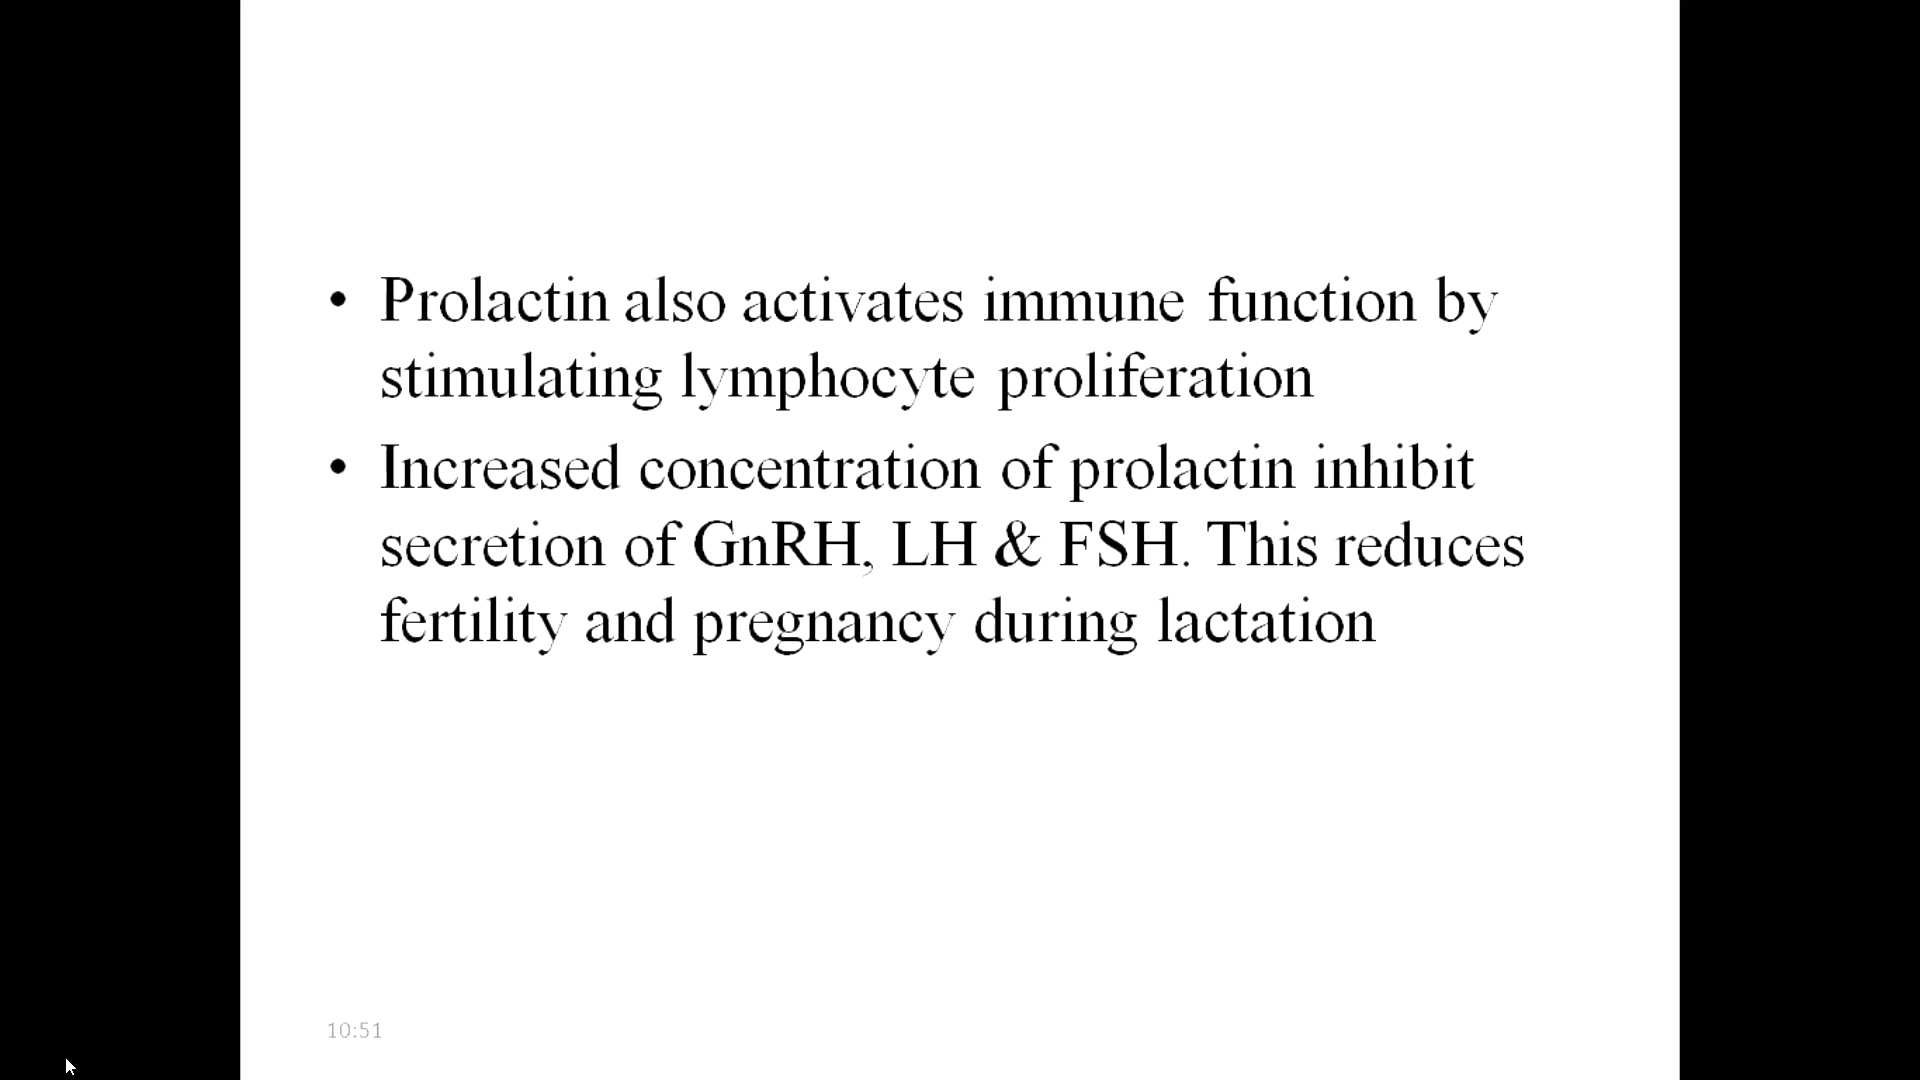 • Prolactin also activates immune function by
stimulating lymphocyte proliferation
• Increased concentration of prolactin inhibit
secretion of GnRH, LH & FSH. This reduces
fertility and pregnancy during lactation
10:51